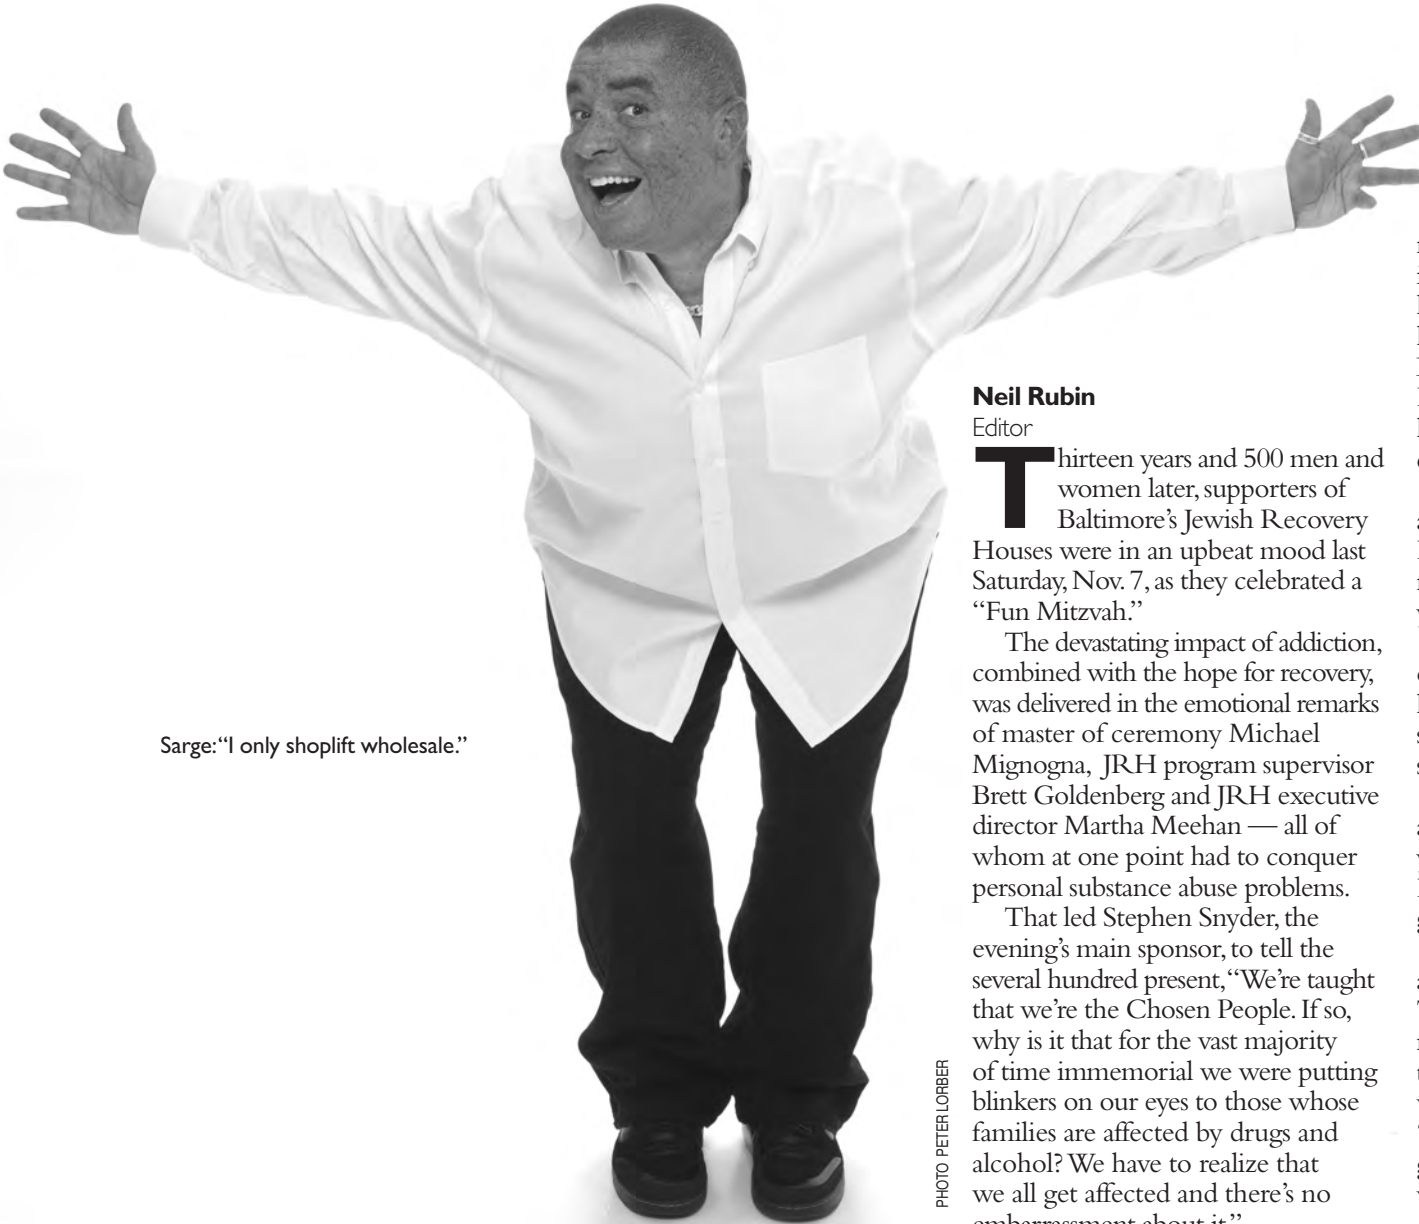 Sarge:“I only shoplift wholesale.”
PHOTO PETER LORBER
Neil Rubin
Editor
Thirteen years and 500 men and
women later, supporters of
Baltimore’s Jewish Recovery
Houses were in an upbeat mood last
Saturday, Nov. 7, as they celebrated a
“Fun Mitzvah.”
The devastating impact of addiction,
combined with the hope for recovery,
was delivered in the emotional remarks
of master of ceremony Michael
Mignogna, JRH program supervisor
Brett Goldenberg and JRH executive
director Martha Meehan — all of
whom at one point had to conquer
personal substance abuse problems.
That led Stephen Snyder, the
evening’s main sponsor, to tell the
several hundred present, “We’re taught
that we’re the Chosen People. If so,
why is it that for the vast majority
of time immemorial we were putting
blinkers on our eyes to those whose
families are affected by drugs and
alcohol? We have to realize that
we all get affected and there’s no
embarrassment about it.”